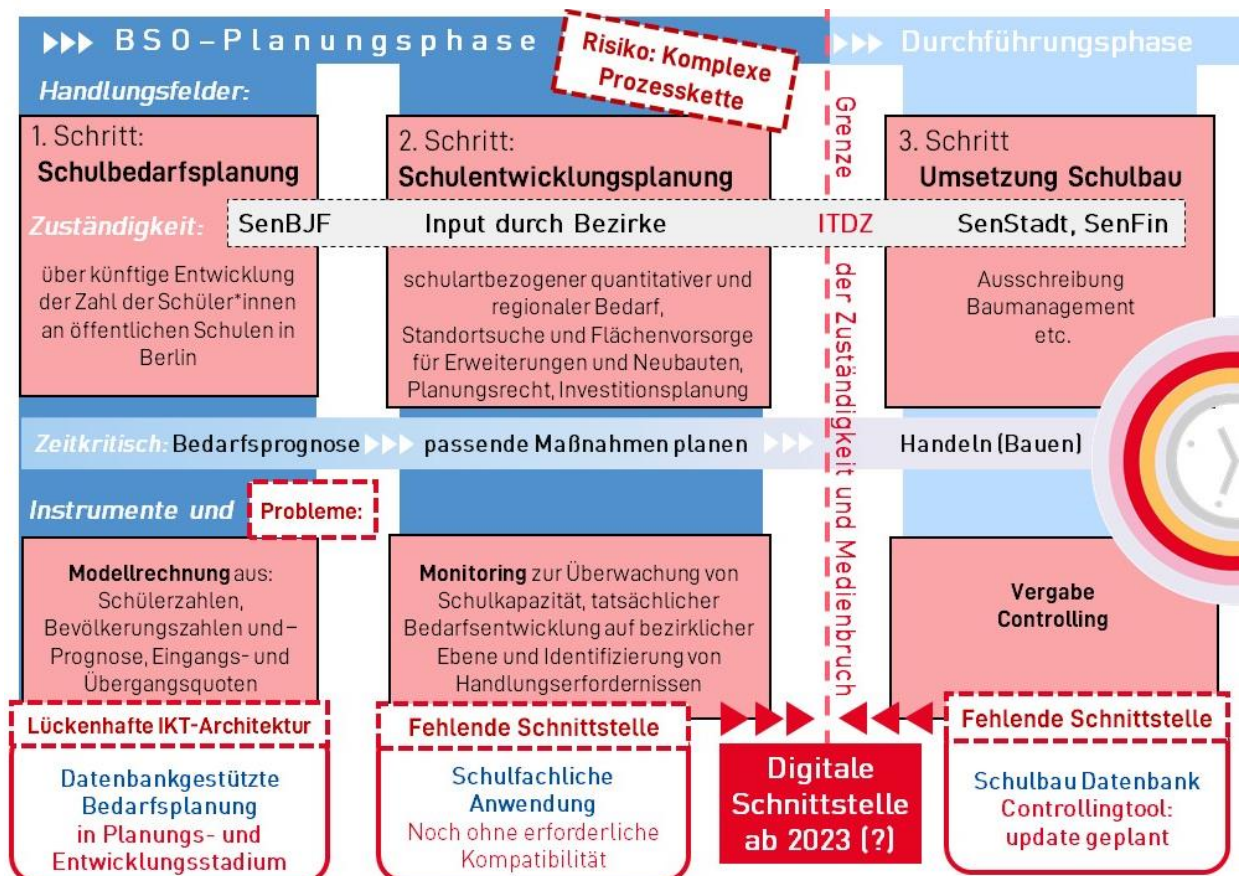 BSO-Planungsphase
Risiko: Komplexe
Prozesskette
Durchführungsphase
Handlungsfelder:
1. Schritt:
Schulbedarfsplanung
2. Schritt:
Schulentwicklungsplanung
3. Schritt
Umsetzung Schulbau
Grenze der Zuständigkeit und Medienbruch
Zuständigkeit: SenBJF Input durch Bezirke ITDZ SenStadt, SenFin
über künftige Entwicklung
der Zahl der Schüler*innen
an öffentlichen Schulen in
Berlin
schulartbezogener quantitativer und
regionaler Bedarf,
Standortsuche und Flächenvorsorge
für Erweiterungen und Neubauten,
Planungsrecht, Investitionsplanung
Ausschreibung
Baumanagement
etc.
Zeitkritisch: Bedarfsprognose passende Maßnahmen planen Handeln (Bauen)
Instrumente und Probleme:
Modellrechnung aus:
Schülerzahlen,
Bevölkerungszahlen und–
Prognose, Eingangs- und
Übergangsquoten
Monitoring zur Überwachung von
Schulkapazität, tatsächlicher
Bedarfsentwicklung auf bezirklicher
Ebene und Identifizierung von
Handlungserfordernissen
Vergabe
Controlling
Lückenhafte IKT-Architektur
Datenbankgestützte
Bedarfsplanung
in Planungs- und
Entwicklungsstadium
Fehlende Schnittstelle
Schulfachliche
Anwendung
Noch ohne erforderliche
Kompatibilität
Digitale
Schnittstelle
ab 2023 (?)
Fehlende Schnittstelle
Schulbau Datenbank
Controllingtool:
update geplant